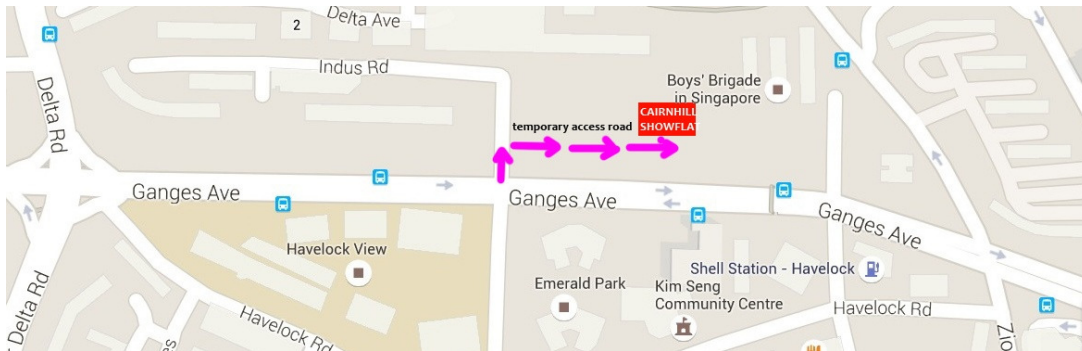 Delta Ave
2
Indus Rd
Delta Rd
Boys' Brigade
in Singapore
CAIRNHILL
SHOWFLAT
temporary access road
Ganges Ave
Ganges Ave
Ganges Ave
Havelock View
Shell Station - Havelock
Emerald Park
Kim Seng
Community Centre
Havelock Rd
Havelock Rd
Delta Rd